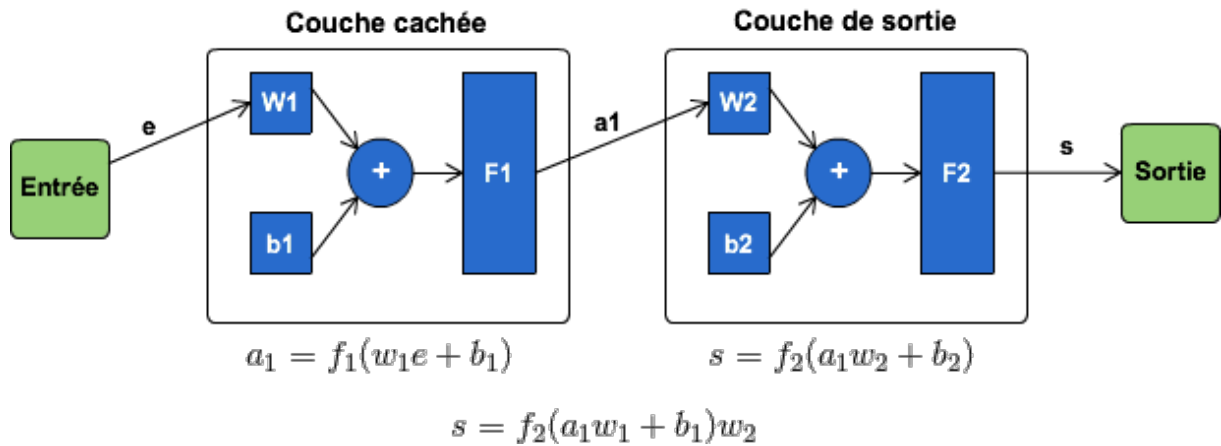 Couche cachée
Couche de sortie
Entrée
e
W1
b1
+
F1
a1
W2
b2
+
F2
s
Sortie
a₁ = f₁(w₁e + b₁)
s = f₂(a₁w₂ + b₂)
s = f₂(a₁w₁ + b₁)w₂